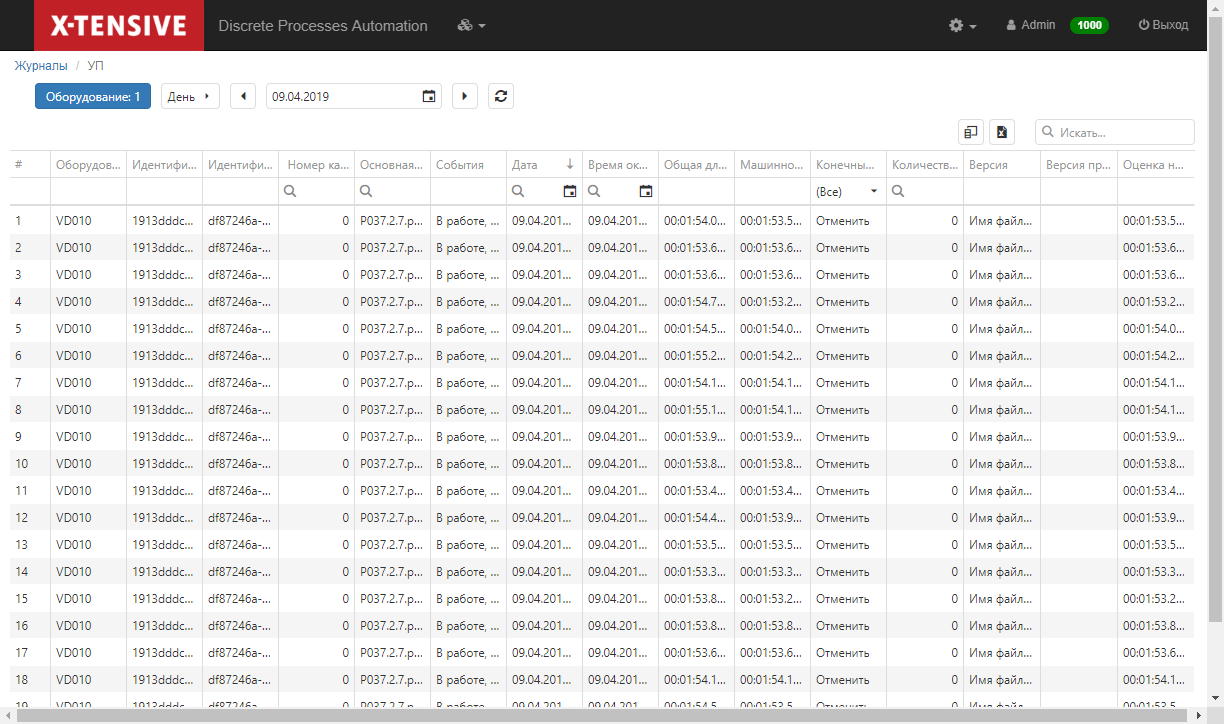 X-TENSIVE Discrete Processes Automation Admin 1000 Выход
Журналы / УП
Оборудование: 1 День 09.04.2019
Искать...
# Оборудов... Идентифи... Идентифи... Номер ка... Основная... События Дата Время ок... Общая дл... Машинно... Конечны... Количеств... Версия Версия пр... Оценка н...
(Все)
1 VD010 1913dddc... df87246a-... 0 P037.2.7.p... В работе, ... 09.04.201... 09.04.201... 00:01:54.0... 00:01:53.5... Отменить 0 Имя файл... 00:01:53.5...
2 VD010 1913dddc... df87246a-... 0 P037.2.7.p... В работе, ... 09.04.201... 09.04.201... 00:01:53.6... 00:01:53.6... Отменить 0 Имя файл... 00:01:53.6...
3 VD010 1913dddc... df87246a-... 0 P037.2.7.p... В работе, ... 09.04.201... 09.04.201... 00:01:53.6... 00:01:53.6... Отменить 0 Имя файл... 00:01:53.6...
4 VD010 1913dddc... df87246a-... 0 P037.2.7.p... В работе, ... 09.04.201... 09.04.201... 00:01:54.7... 00:01:53.2... Отменить 0 Имя файл... 00:01:53.2...
5 VD010 1913dddc... df87246a-... 0 P037.2.7.p... В работе, ... 09.04.201... 09.04.201... 00:01:54.5... 00:01:54.0... Отменить 0 Имя файл... 00:01:54.0...
6 VD010 1913dddc... df87246a-... 0 P037.2.7.p... В работе, ... 09.04.201... 09.04.201... 00:01:55.2... 00:01:54.2... Отменить 0 Имя файл... 00:01:54.2...
7 VD010 1913dddc... df87246a-... 0 P037.2.7.p... В работе, ... 09.04.201... 09.04.201... 00:01:54.1... 00:01:54.1... Отменить 0 Имя файл... 00:01:54.1...
8 VD010 1913dddc... df87246a-... 0 P037.2.7.p... В работе, ... 09.04.201... 09.04.201... 00:01:55.1... 00:01:54.1... Отменить 0 Имя файл... 00:01:54.1...
9 VD010 1913dddc... df87246a-... 0 P037.2.7.p... В работе, ... 09.04.201... 09.04.201... 00:01:53.9... 00:01:53.9... Отменить 0 Имя файл... 00:01:53.9...
10 VD010 1913dddc... df87246a-... 0 P037.2.7.p... В работе, ... 09.04.201... 09.04.201... 00:01:53.8... 00:01:53.8... Отменить 0 Имя файл... 00:01:53.8...
11 VD010 1913dddc... df87246a-... 0 P037.2.7.p... В работе, ... 09.04.201... 09.04.201... 00:01:53.4... 00:01:53.4... Отменить 0 Имя файл... 00:01:53.4...
12 VD010 1913dddc... df87246a-... 0 P037.2.7.p... В работе, ... 09.04.201... 09.04.201... 00:01:54.4... 00:01:53.9... Отменить 0 Имя файл... 00:01:53.9...
13 VD010 1913dddc... df87246a-... 0 P037.2.7.p... В работе, ... 09.04.201... 09.04.201... 00:01:53.5... 00:01:53.5... Отменить 0 Имя файл... 00:01:53.5...
14 VD010 1913dddc... df87246a-... 0 P037.2.7.p... В работе, ... 09.04.201... 09.04.201... 00:01:53.3... 00:01:53.3... Отменить 0 Имя файл... 00:01:53.3...
15 VD010 1913dddc... df87246a-... 0 P037.2.7.p... В работе, ... 09.04.201... 09.04.201... 00:01:53.8... 00:01:53.2... Отменить 0 Имя файл... 00:01:53.2...
16 VD010 1913dddc... df87246a-... 0 P037.2.7.p... В работе, ... 09.04.201... 09.04.201... 00:01:53.8... 00:01:53.8... Отменить 0 Имя файл... 00:01:53.8...
17 VD010 1913dddc... df87246a-... 0 P037.2.7.p... В работе, ... 09.04.201... 09.04.201... 00:01:53.6... 00:01:53.6... Отменить 0 Имя файл... 00:01:53.6...
18 VD010 1913dddc... df87246a-... 0 P037.2.7.p... В работе, ... 09.04.201... 09.04.201... 00:01:54.1... 00:01:54.1... Отменить 0 Имя файл... 00:01:54.1...